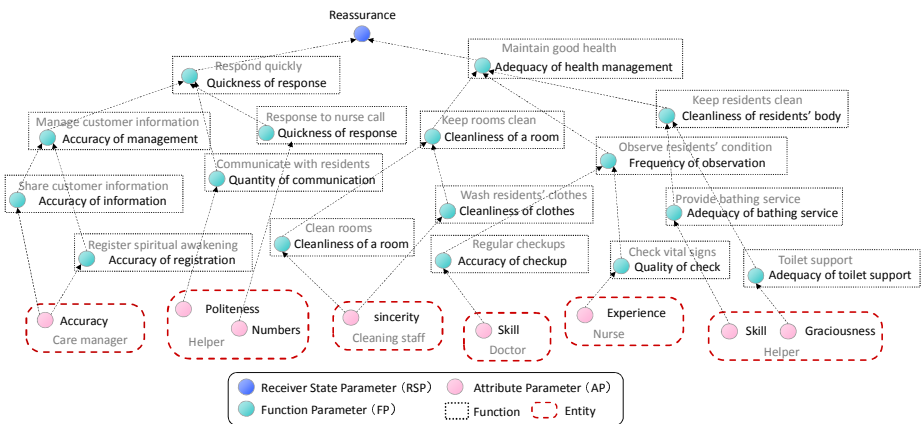 Reassurance
Respond quickly
Quickness of response
Maintain good health
Adequacy of health management
Manage customer information
Accuracy of management
Response to nurse call
Quickness of response
Keep rooms clean
Cleanliness of a room
Keep residents clean
Cleanliness of residents' body
Communicate with residents
Quantity of communication
Observe residents' condition
Frequency of observation
Share customer information
Accuracy of information
Wash residents' clothes
Cleanliness of clothes
Provide bathing service
Adequacy of bathing service
Register spiritual awakening
Accuracy of registration
Clean rooms
Cleanliness of a room
Regular checkups
Accuracy of checkup
Check vital signs
Quality of check
Toilet support
Adequacy of toilet support
Accuracy
Care manager
Politeness
Numbers
Helper
sincerity
Cleaning staff
Skill
Doctor
Experience
Nurse
Skill
Graciousness
Helper
Receiver State Parameter（RSP）
Attribute Parameter（AP）
Function Parameter（FP）
Function
Entity